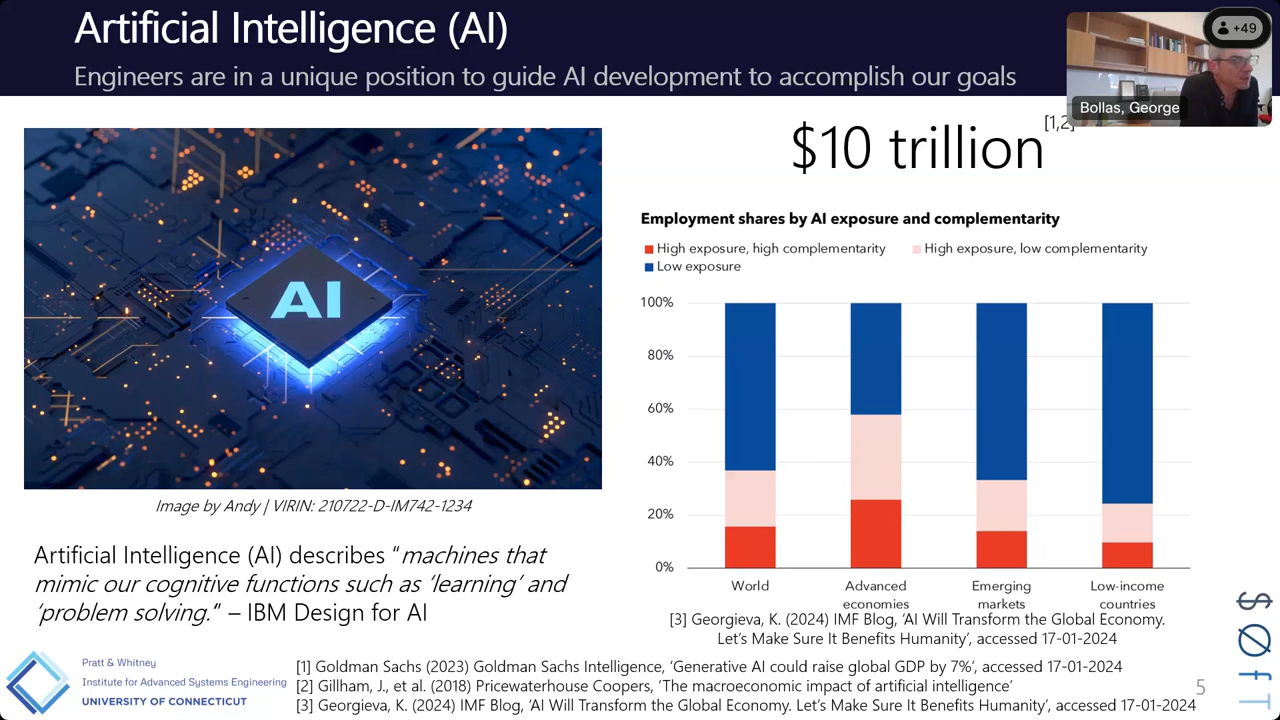 Artificial Intelligence (AI)
Engineers are in a unique position to guide AI development to accomplish our goals
+49
Bollas, George
AI
Image by Andy | VIRIN: 210722-D-IM742-1234
Artificial Intelligence (AI) describes “machines that
mimic our cognitive functions such as ‘learning’ and
‘problem solving.” – IBM Design for AI
$10 trillion [1,2]
Employment shares by AI exposure and complementarity
High exposure, high complementarity
High exposure, low complementarity
Low exposure
100%
80%
60%
40%
20%
0%
World
Advanced
economies
Emerging
markets
Low-income
countries
[3] Georgieva, K. (2024) IMF Blog, ‘AI Will Transform the Global Economy.
Let’s Make Sure It Benefits Humanity’, accessed 17-01-2024
Pratt & Whitney
Institute for Advanced Systems Engineering
UNIVERSITY OF CONNECTICUT
[1] Goldman Sachs (2023) Goldman Sachs Intelligence, ‘Generative AI could raise global GDP by 7%’, accessed 17-01-2024
[2] Gillham, J., et al. (2018) Pricewaterhouse Coopers, ‘The macroeconomic impact of artificial intelligence’
[3] Georgieva, K. (2024) IMF Blog, ‘AI Will Transform the Global Economy. Let’s Make Sure It Benefits Humanity’, accessed 17-01-2024
5